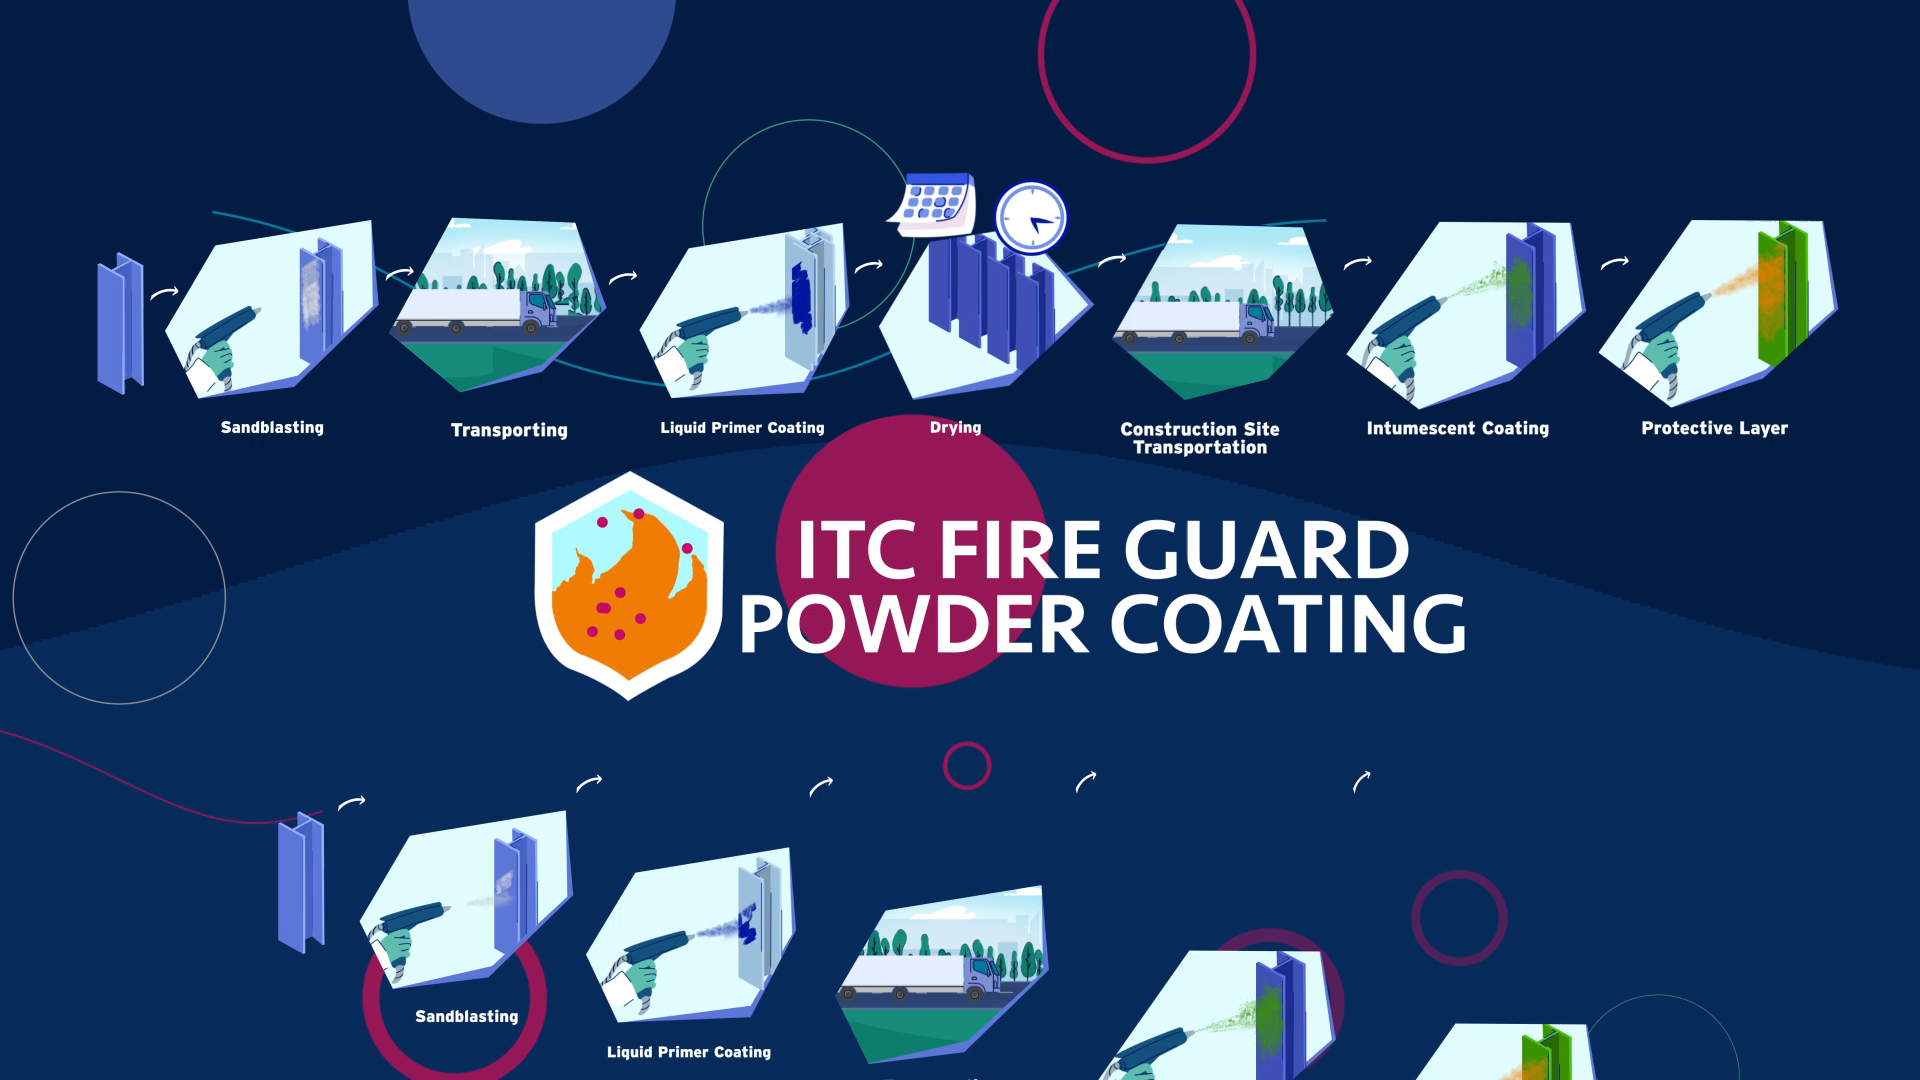 Sandblasting
Transporting
Liquid Primer Coating
Drying
Construction Site
Transportation
Intumescent Coating
Protective Layer
ITC FIRE GUARD
POWDER COATING
Sandblasting
Liquid Primer Coating